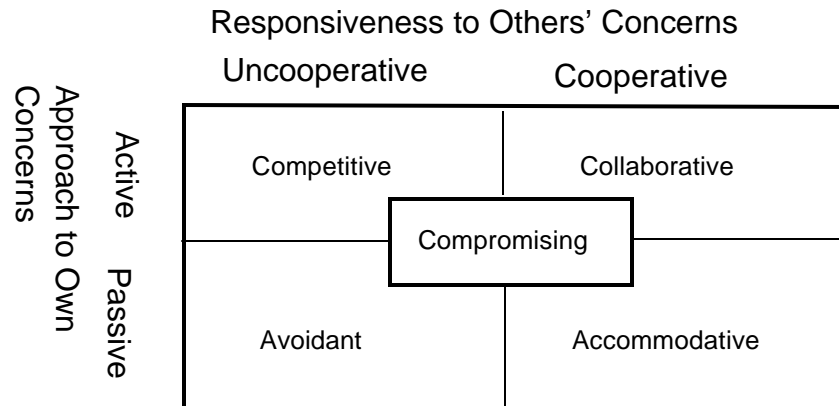 Responsiveness to Others’ Concerns
Uncooperative Cooperative
Approach to Own
Concerns
Active
Passive
Competitive Collaborative
Compromising
Avoidant Accommodative